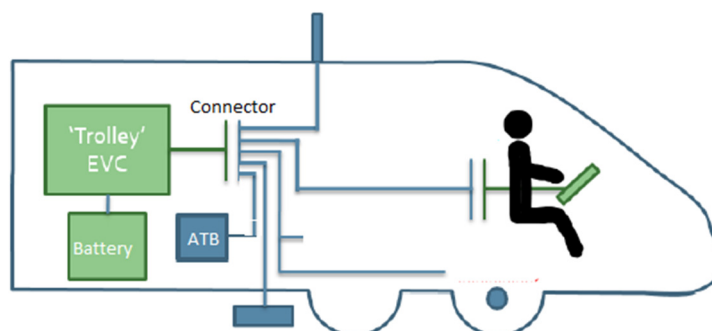 Connector
'Trolley'
EVC
Battery
ATB